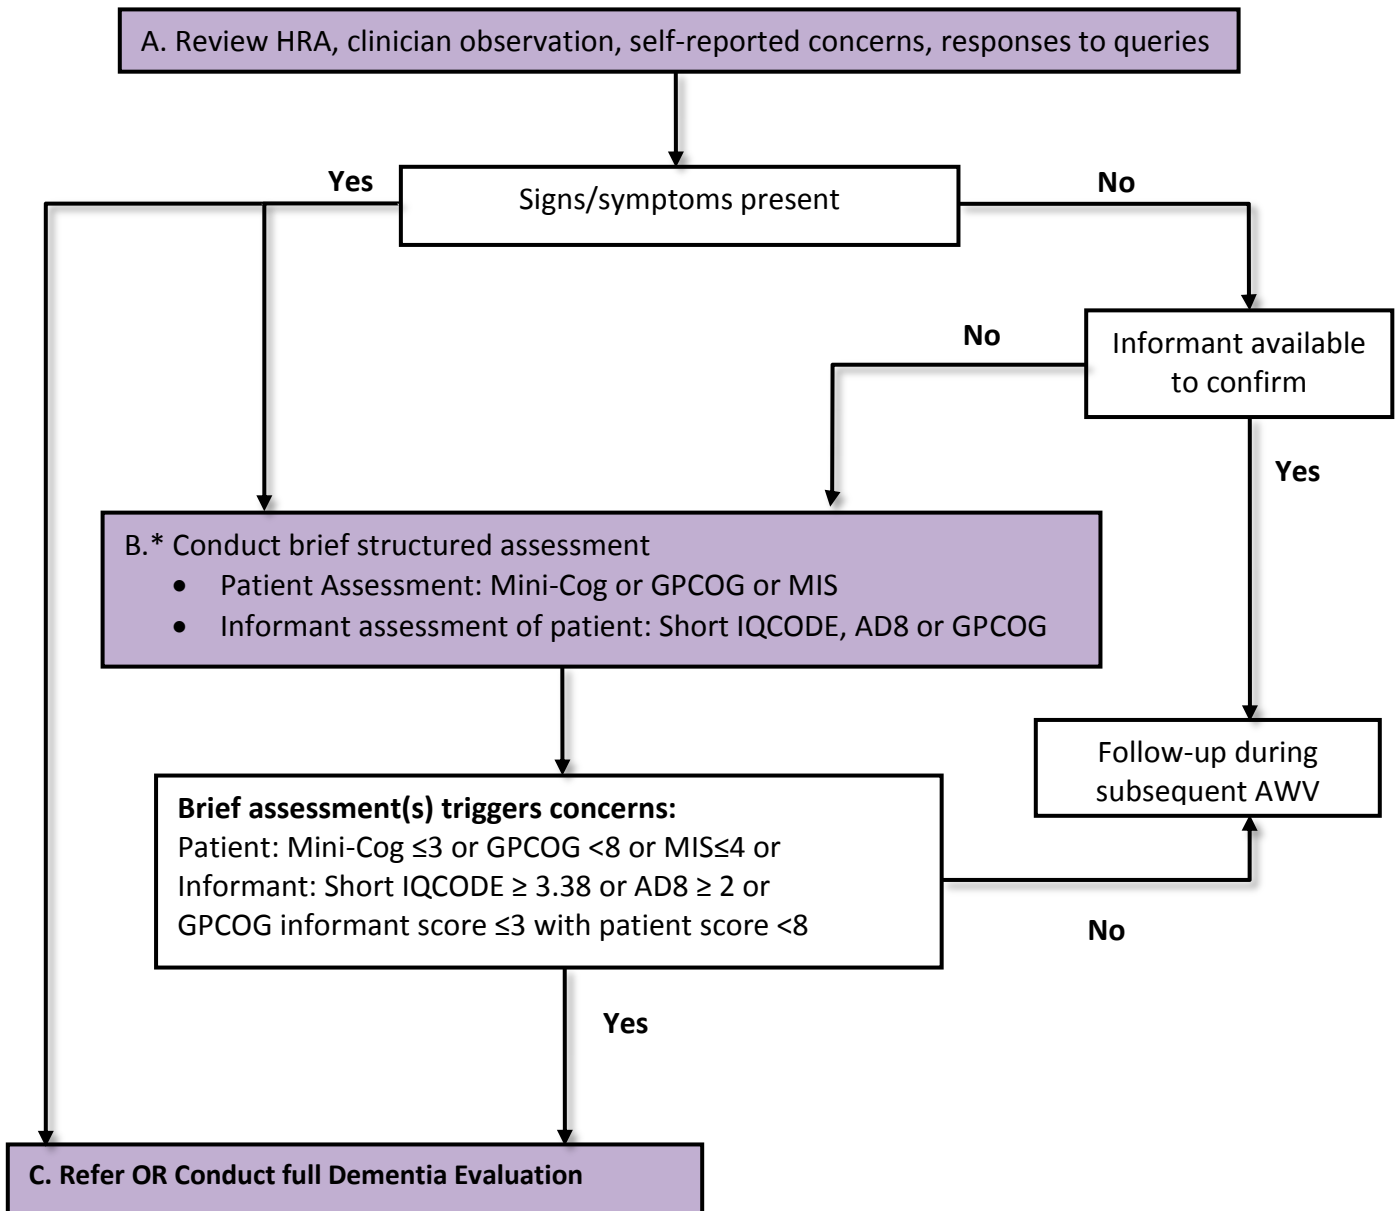 A. Review HRA, clinician observation, self-reported concerns, responses to queries
Yes
Signs/symptoms present
No
No
Informant available
to confirm
Yes
B.* Conduct brief structured assessment
• Patient Assessment: Mini-Cog or GPCOG or MIS
• Informant assessment of patient: Short IQCODE, AD8 or GPCOG
Follow-up during
subsequent AWV
Brief assessment(s) triggers concerns:
Patient: Mini-Cog ≤3 or GPCOG <8 or MIS≤4 or
Informant: Short IQCODE ≥ 3.38 or AD8 ≥ 2 or
GPCOG informant score ≤3 with patient score <8
No
Yes
C. Refer OR Conduct full Dementia Evaluation